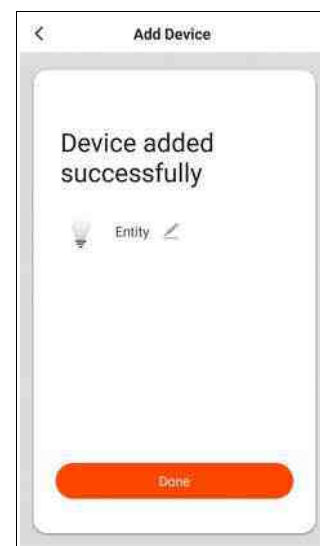 Add Device
Device added
successfully
Entity
Done